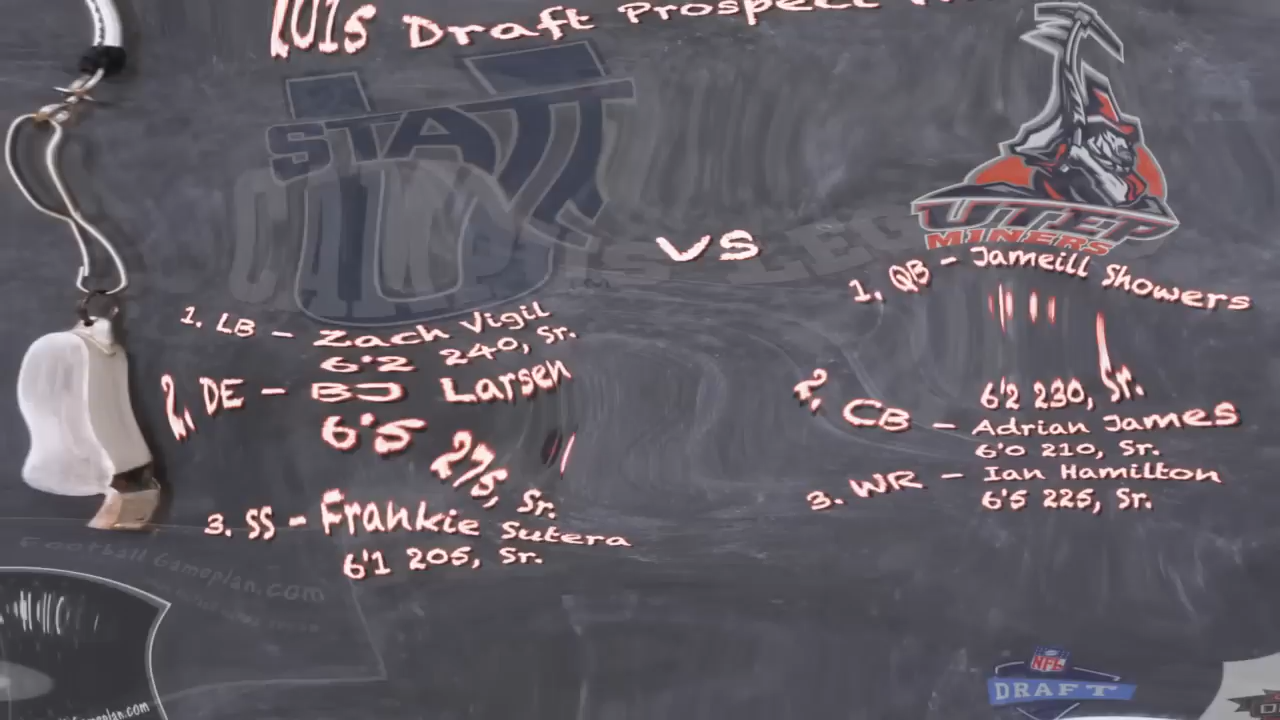 2015 Draft Prospect
STATE
VS
UTEP
MINERS
1. LB - Zach Vigil
6'2 240, Sr.
2. DE - BJ Larsen
6'5 275, Sr.
3. SS - Frankie Sutera
6'1 205, Sr.
1. QB - Jameill Showers
6'2 230, Sr.
2. CB - Adrian James
6'0 210, Sr.
3. WR - Ian Hamilton
6'5 225, Sr.
Football Gameplan.com
NFL
DRAFT